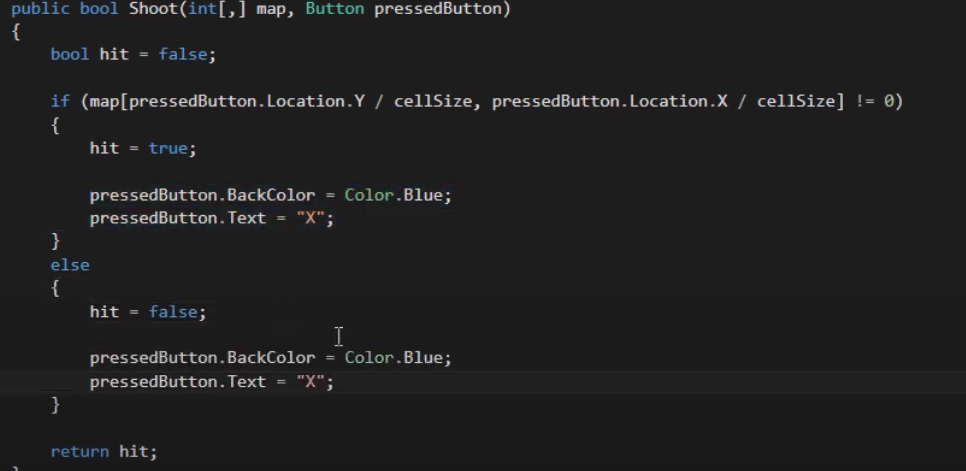 public bool Shoot(int[,] map, Button pressedButton)
{
    bool hit = false;
    if (map[pressedButton.Location.Y / cellSize, pressedButton.Location.X / cellSize] != 0)
    {
        hit = true;
        pressedButton.BackColor = Color.Blue;
        pressedButton.Text = "X";
    }
    else
    {
        hit = false;
        pressedButton.BackColor = Color.Blue;
        pressedButton.Text = "X";
    }
    return hit;